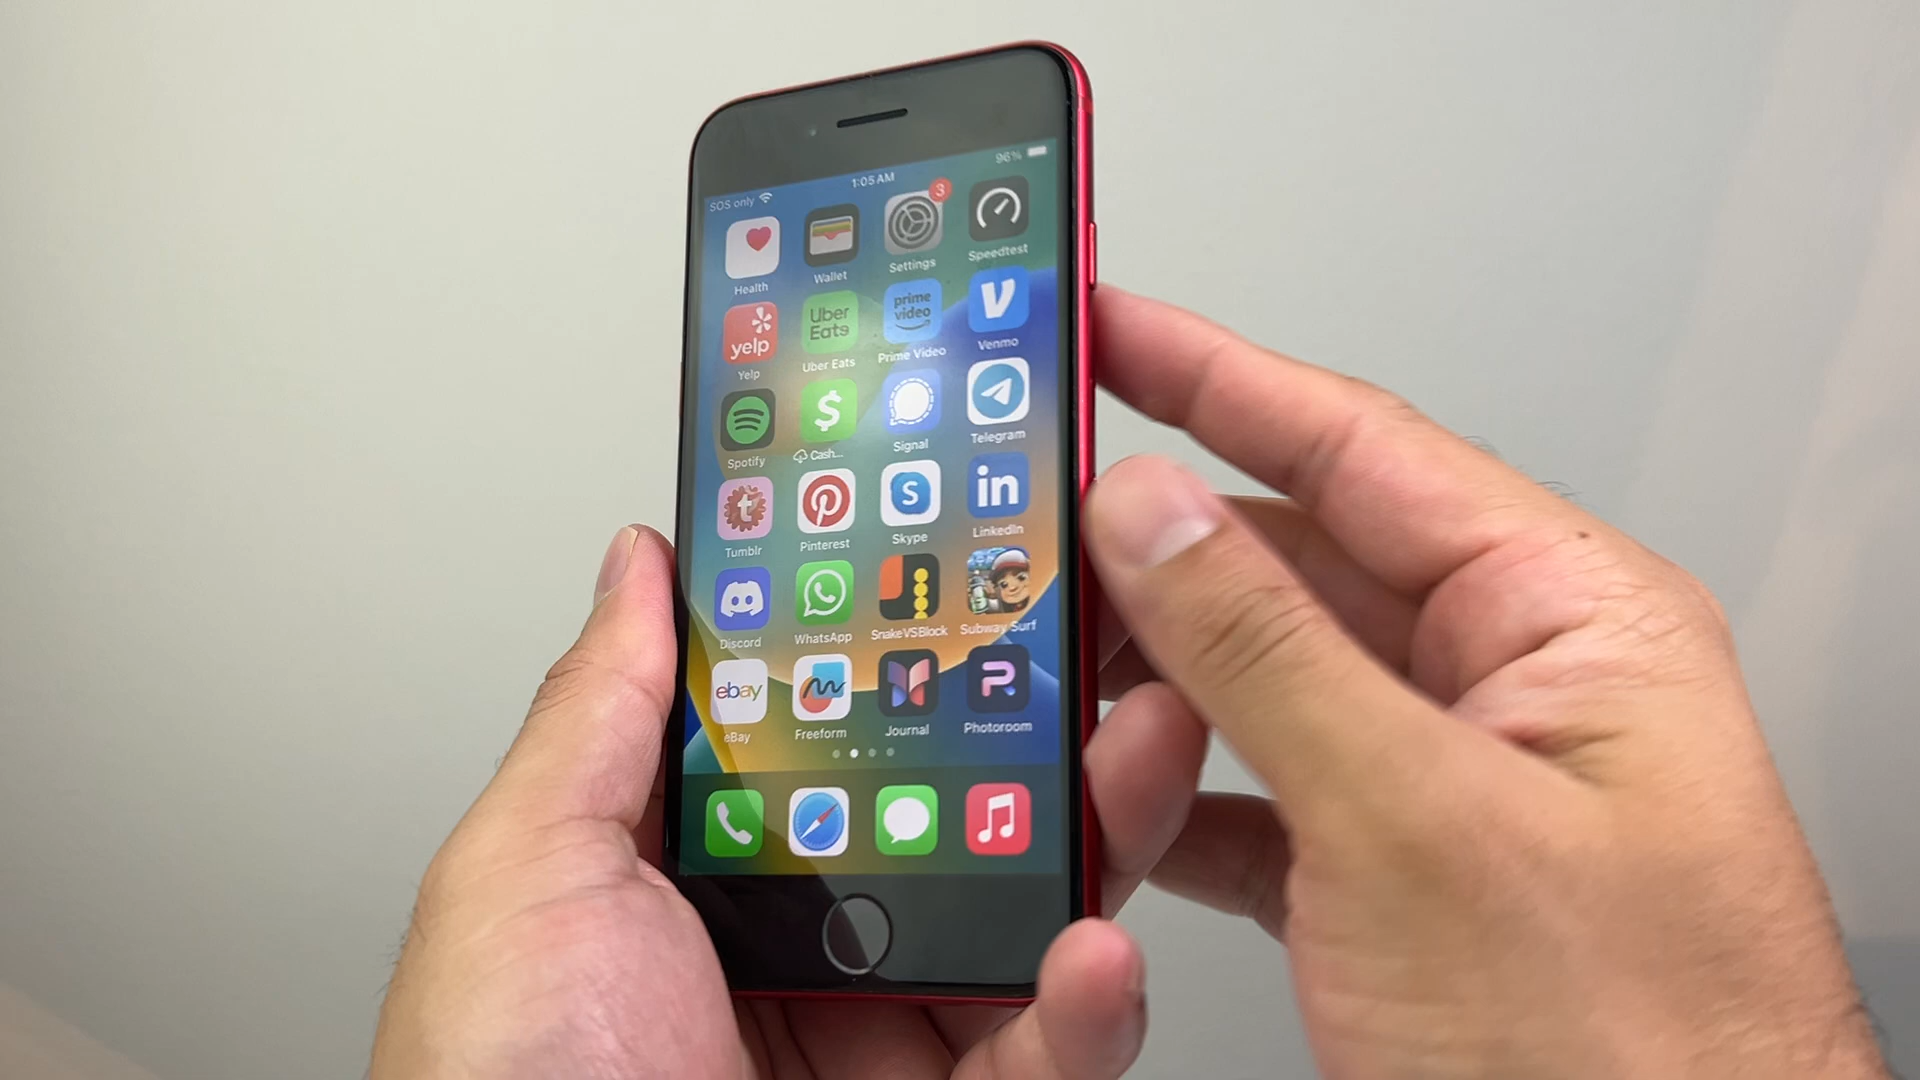 SOS only 1:05 AM 96%
3
Health Wallet Settings Speedtest
yelp Uber Eats prime video
Yelp Uber Eats Prime Video Venmo
$
Spotify Cash... Signal Telegram
t S in
Tumblr Pinterest Skype LinkedIn
Discord WhatsApp SnakeVSBlock Subway Surf
ebay
eBay Freeform Journal Photoroom